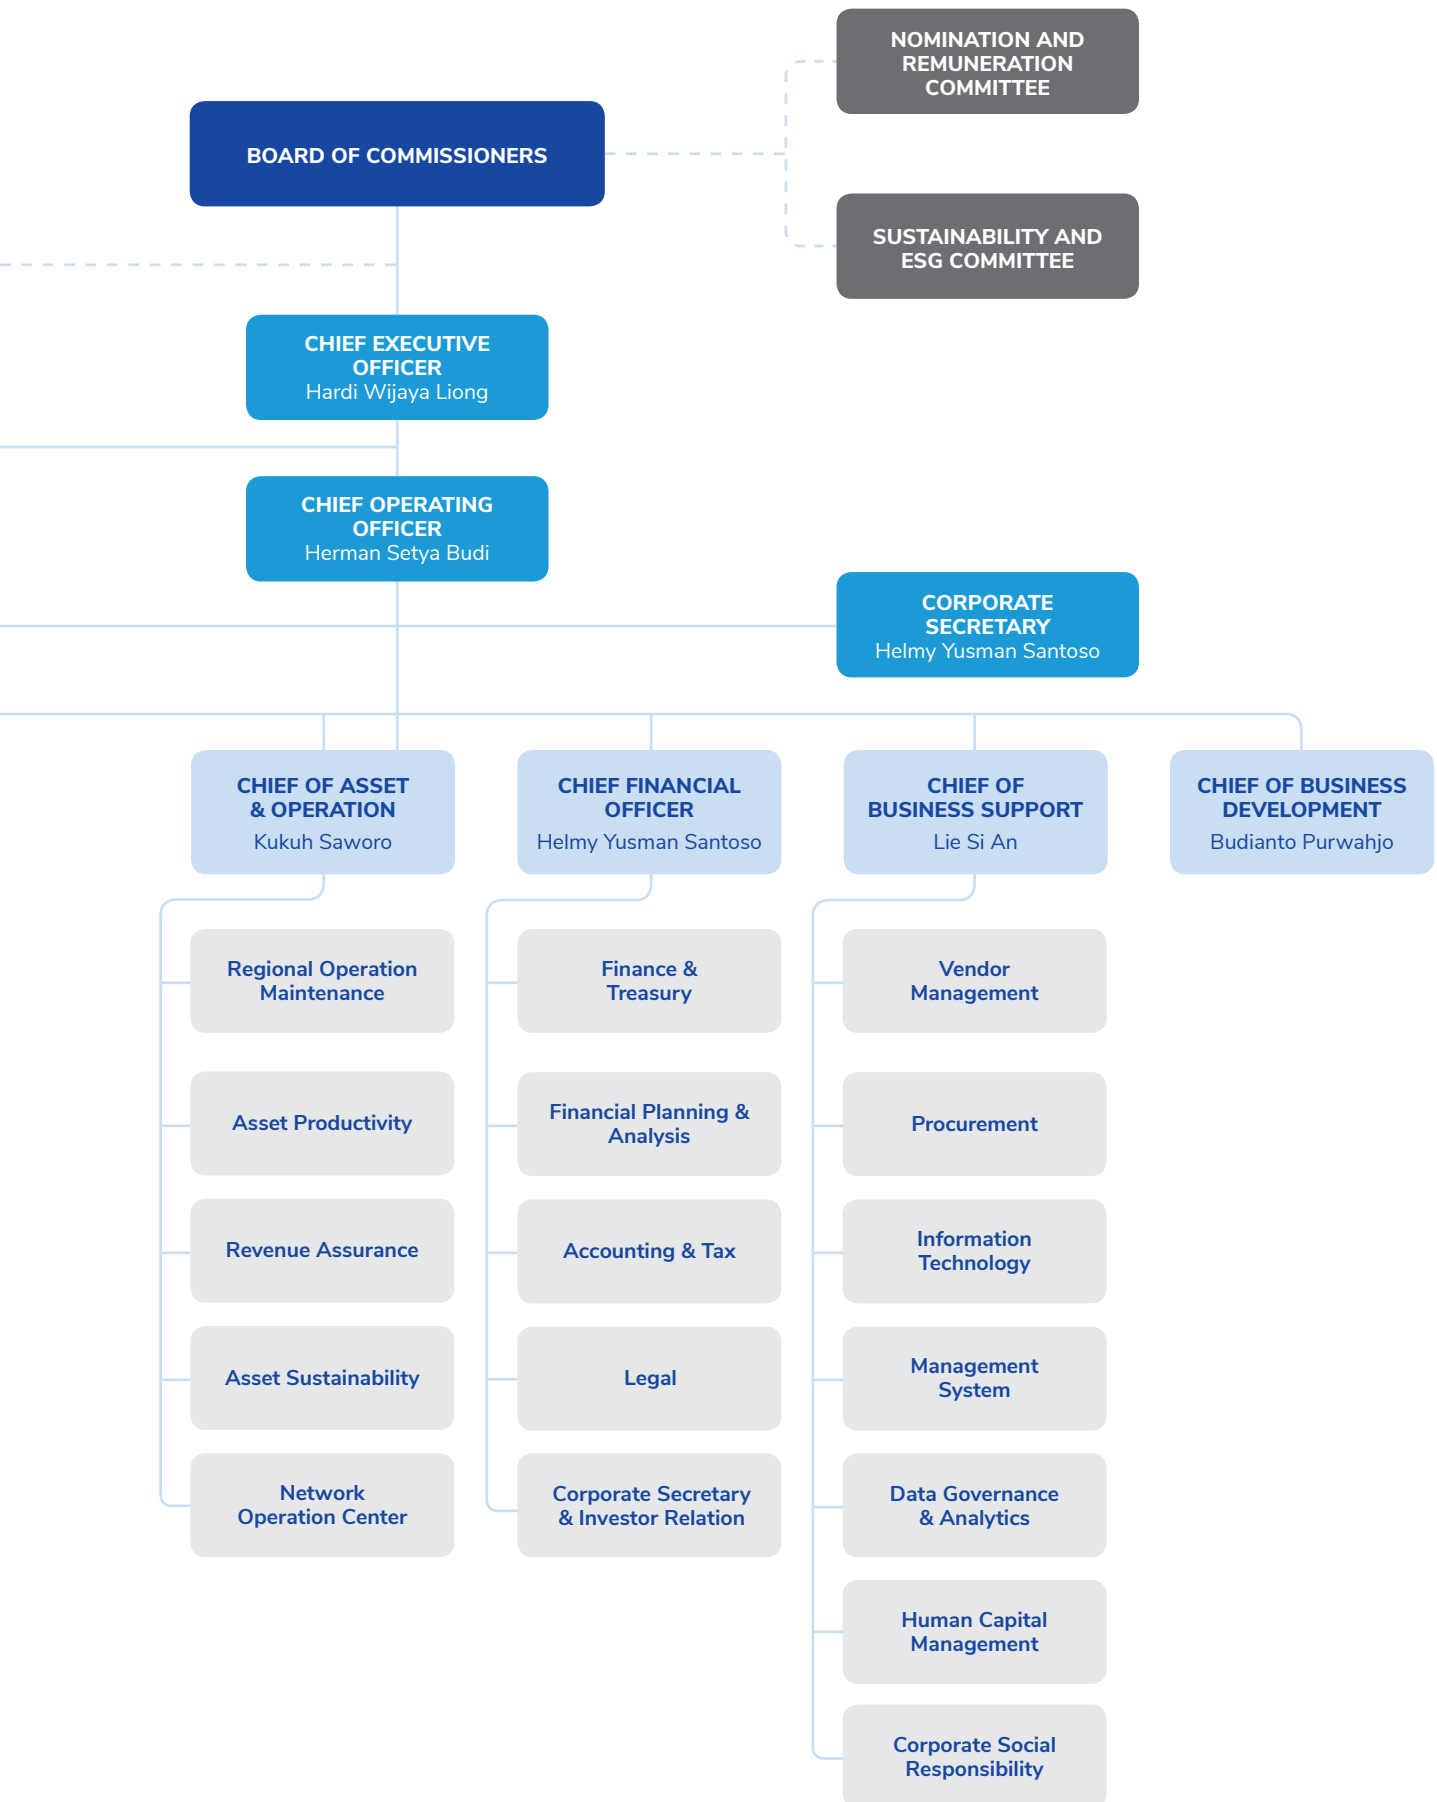 NOMINATION AND
REMUNERATION
COMMITTEE
BOARD OF COMMISSIONERS
SUSTAINABILITY AND
ESG COMMITTEE
CHIEF EXECUTIVE
OFFICER
Hardi Wijaya Liong
CHIEF OPERATING
OFFICER
Herman Setya Budi
CORPORATE
SECRETARY
Helmy Yusman Santoso
CHIEF OF ASSET
& OPERATION
Kukuh Saworo
CHIEF FINANCIAL
OFFICER
Helmy Yusman Santoso
CHIEF OF
BUSINESS SUPPORT
Lie Si An
CHIEF OF BUSINESS
DEVELOPMENT
Budianto Purwahjo
Regional Operation
Maintenance
Asset Productivity
Revenue Assurance
Asset Sustainability
Network
Operation Center
Finance &
Treasury
Financial Planning &
Analysis
Accounting & Tax
Legal
Corporate Secretary
& Investor Relation
Vendor
Management
Procurement
Information
Technology
Management
System
Data Governance
& Analytics
Human Capital
Management
Corporate Social
Responsibility